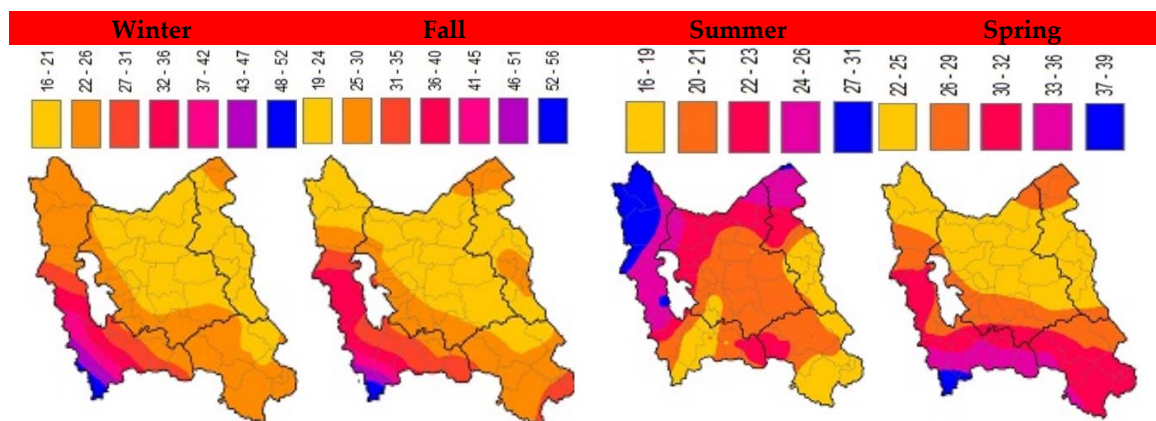 Winter Fall Summer Spring
16 - 21
22 - 26
27 - 31
32 - 36
37 - 42
43 - 47
48 - 52
19 - 24
25 - 30
31 - 35
36 - 40
41 - 45
46 - 51
52 - 56
16 - 19
20 - 21
22 - 23
24 - 26
27 - 31
22 - 25
26 - 29
30 - 32
33 - 36
37 - 39